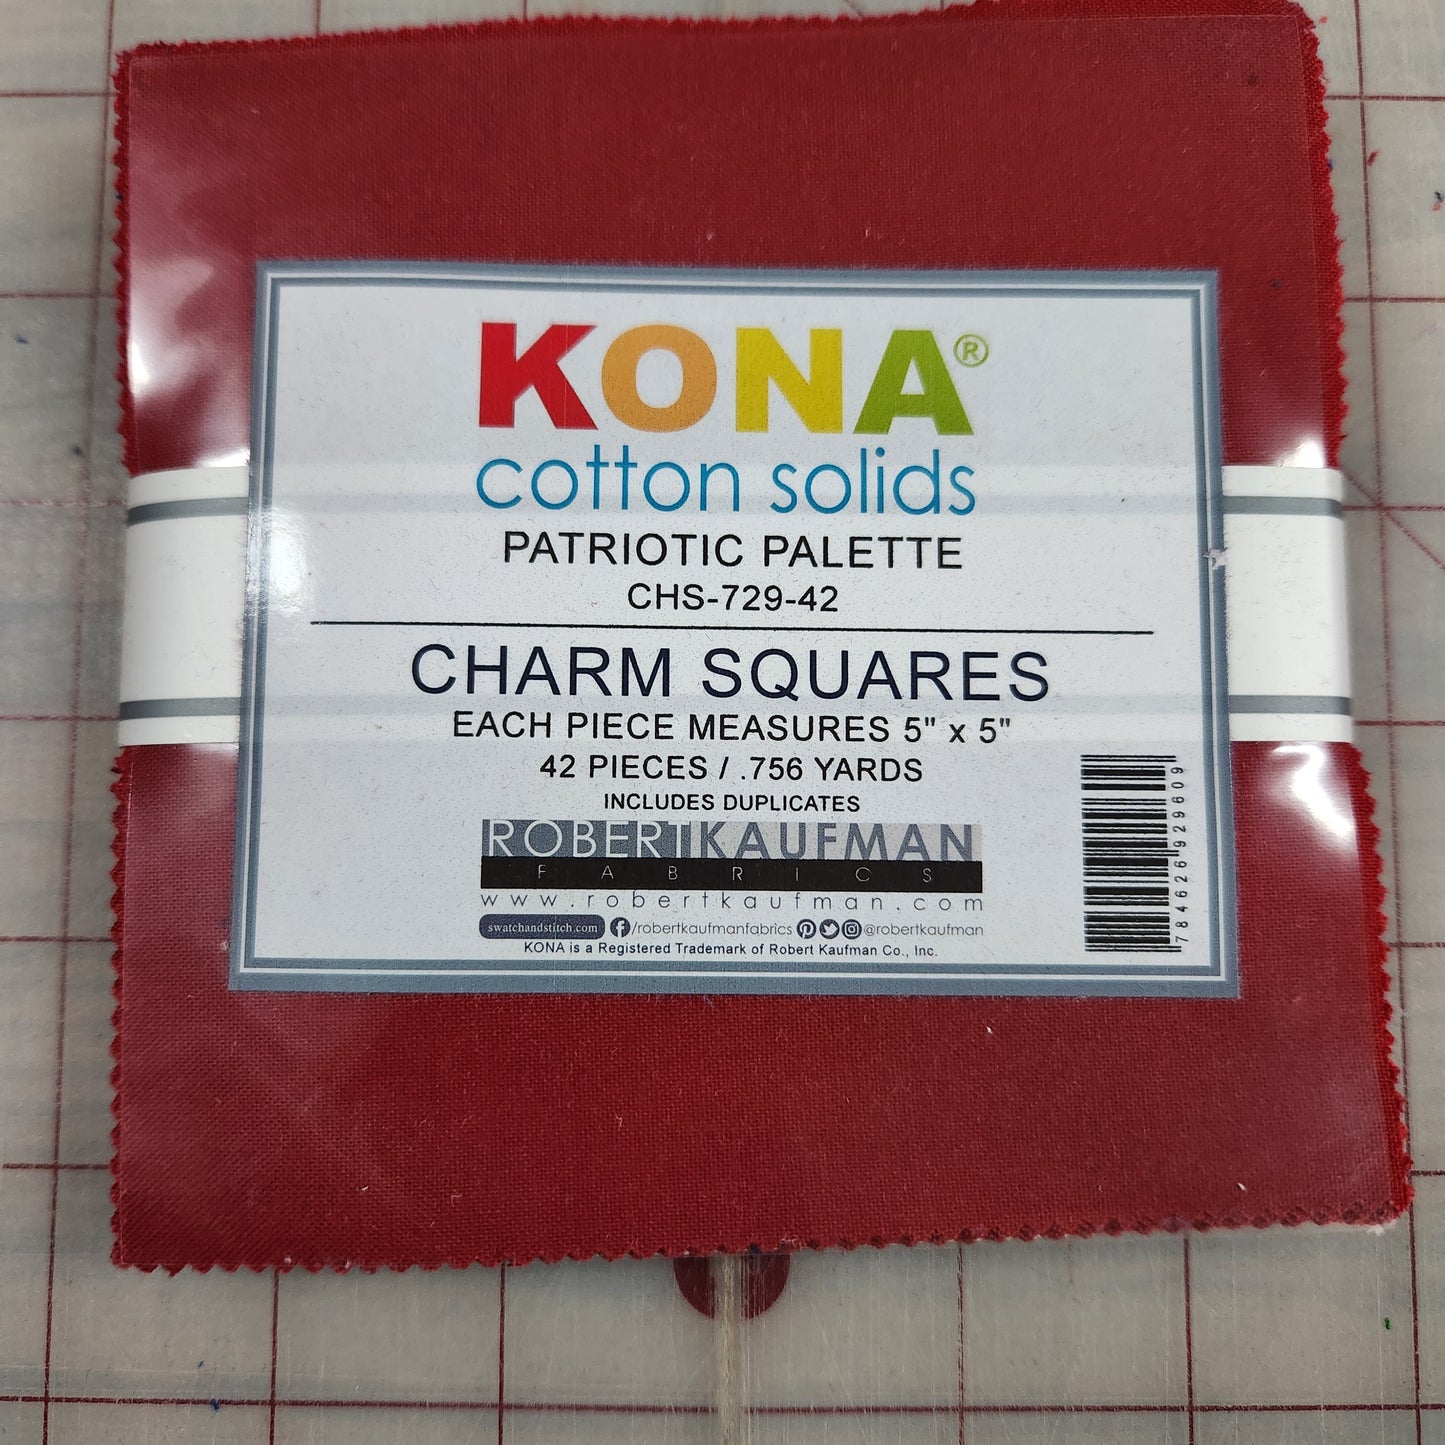 KONA®
cotton solids
PATRIOTIC PALETTE
CHS-729-42
CHARM SQUARES
EACH PIECE MEASURES 5" x 5"
42 PIECES / .756 YARDS
INCLUDES DUPLICATES
ROBERT KAUFMAN
FABRICS
www.robertkaufman.com
swatchandstitch.com /robertkaufmanfabrics @robertkaufman
KONA is a Registered Trademark of Robert Kaufman Co., Inc.
784626929609